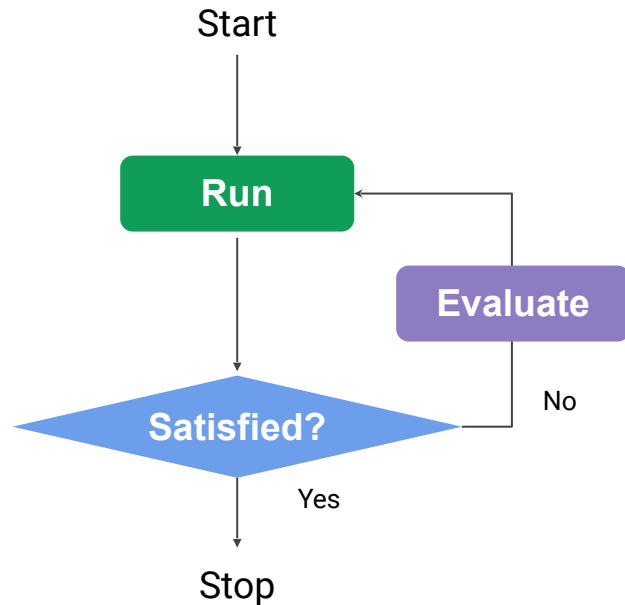 Start
Run
Evaluate
No
Satisfied?
Yes
Stop